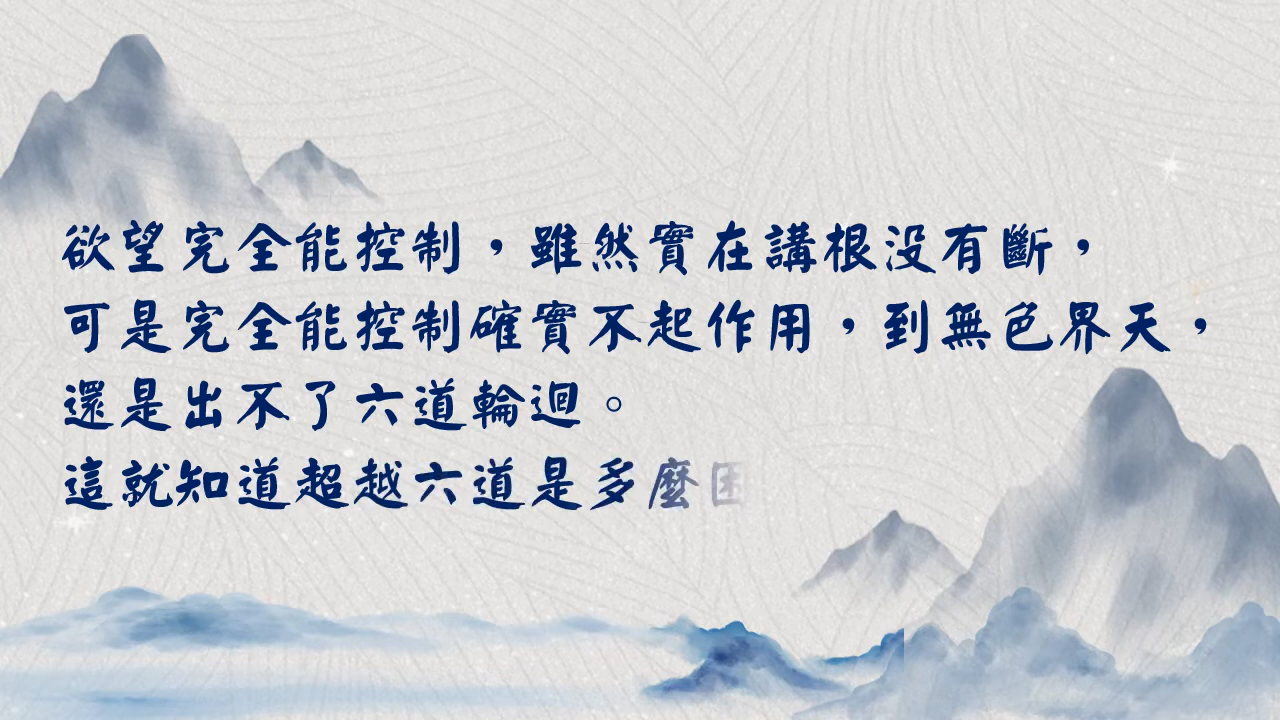 欲望完全能控制，雖然實在講根没有斷，
可是完全能控制確實不起作用，到無色界天，
還是出不了六道輪迴。
這就知道超越六道是多麼困